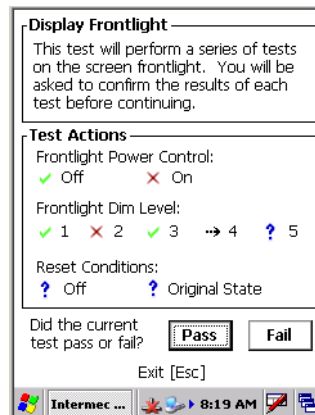 Display Frontlight
This test will perform a series of tests
on the screen frontlight. You will be
asked to confirm the results of each
test before continuing.
Test Actions
Frontlight Power Control:
Off On
Frontlight Dim Level:
1 2 3 4 5
Reset Conditions:
Off Original State
Did the current
test pass or fail?
Pass Fail
Exit [Esc]
Intermec ... 8:19 AM